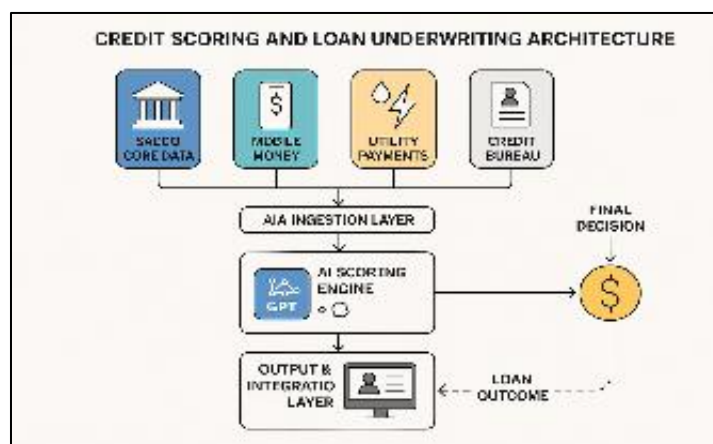 CREDIT SCORING AND LOAN UNDERWRITING ARCHITECTURE
SACCO
CORE DATA
MOBILE
MONEY
UTILITY
PAYMENTS
CREDIT
BUREAU
AIA INGESTION LAYER
FINAL
DECISION
AI SCORING
ENGINE
GPT
$
$
OUTPUT &
INTEGRATIO
LAYER
LOAN
OUTCOME